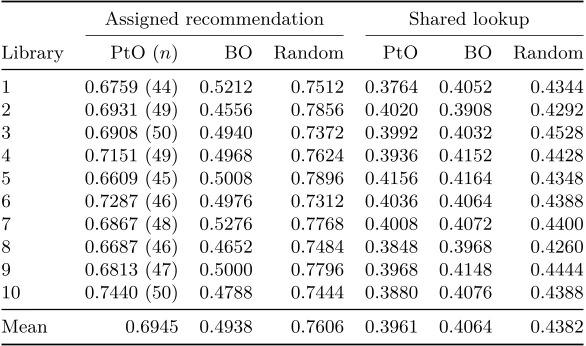 Assigned recommendation Shared lookup
Library PtO (n) BO Random PtO BO Random
1 0.6759 (44) 0.5212 0.7512 0.3764 0.4052 0.4344
2 0.6931 (49) 0.4556 0.7856 0.4020 0.3908 0.4292
3 0.6908 (50) 0.4940 0.7372 0.3992 0.4032 0.4528
4 0.7151 (49) 0.4968 0.7624 0.3936 0.4152 0.4428
5 0.6609 (45) 0.5008 0.7896 0.4156 0.4164 0.4348
6 0.7287 (46) 0.4976 0.7312 0.4036 0.4064 0.4388
7 0.6867 (48) 0.5276 0.7768 0.4008 0.4072 0.4400
8 0.6687 (46) 0.4652 0.7484 0.3848 0.3968 0.4260
9 0.6813 (47) 0.5000 0.7796 0.3968 0.4148 0.4444
10 0.7440 (50) 0.4788 0.7444 0.3880 0.4076 0.4388
Mean 0.6945 0.4938 0.7606 0.3961 0.4064 0.4382